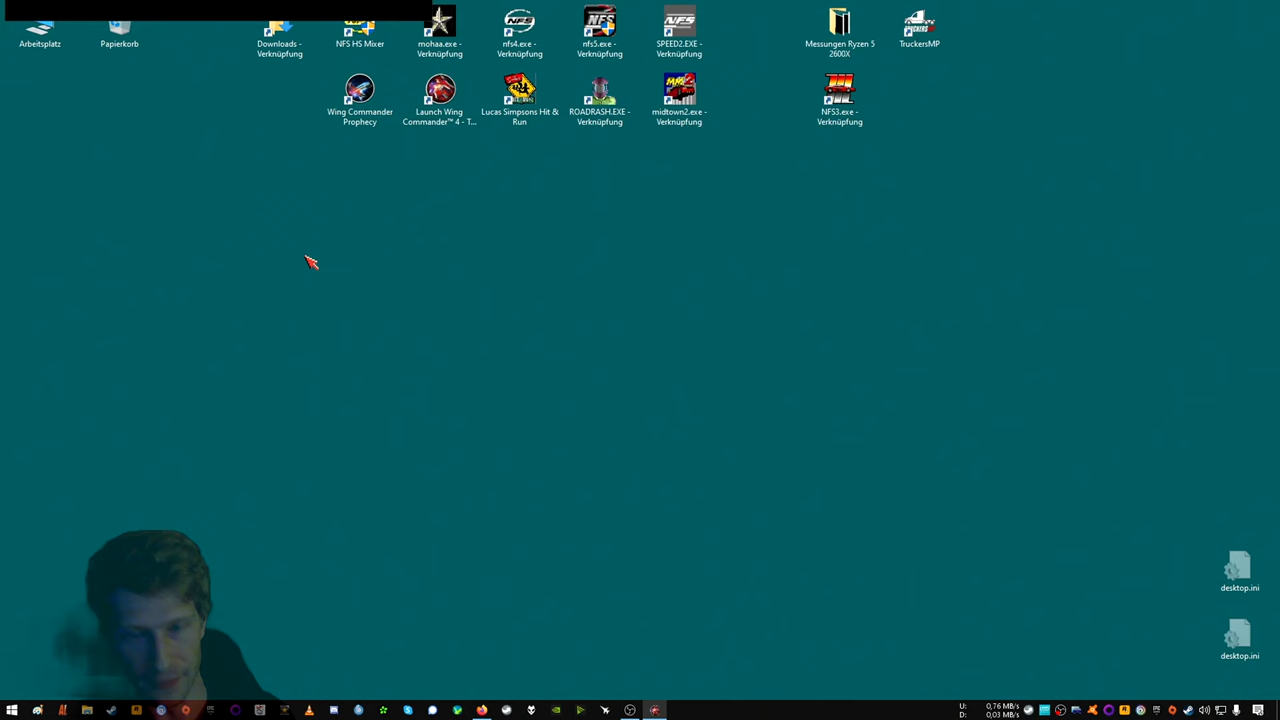 Arbeitsplatz
Papierkorb
Downloads -
Verknüpfung
NFS HS Mixer
mohaa.exe -
Verknüpfung
nfs4.exe -
Verknüpfung
nfs5.exe -
Verknüpfung
SPEED2.EXE -
Verknüpfung
Messungen Ryzen 5
2600X
TruckersMP
Wing Commander
Prophecy
Launch Wing
Commander™ 4 - T...
Lucas Simpsons Hit &
Run
ROADRASH.EXE -
Verknüpfung
midtown2.exe -
Verknüpfung
NFS3.exe -
Verknüpfung
desktop.ini
desktop.ini
U: 0,76 MB/s
D: 0,03 MB/s